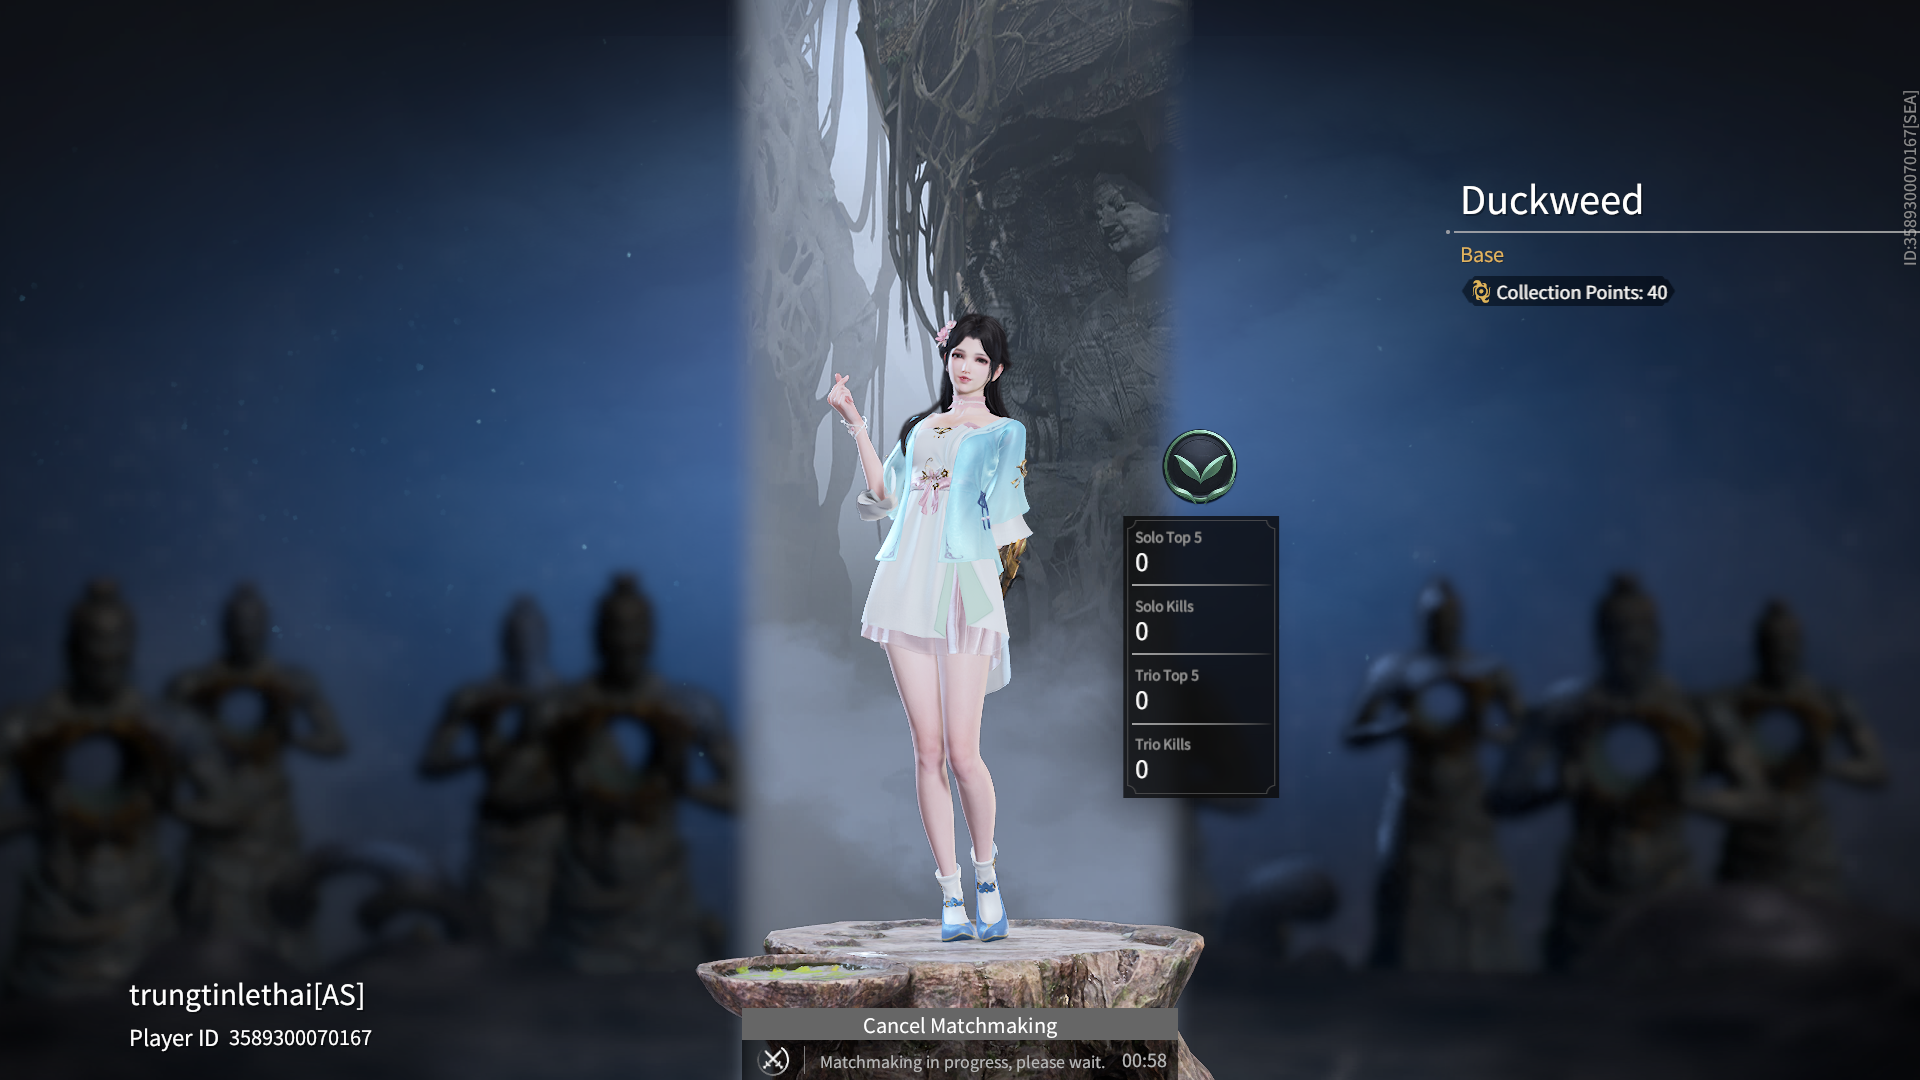 Duckweed
Base
Collection Points: 40
ID:3589300070167[SEA]
Solo Top 5
0
Solo Kills
0
Trio Top 5
0
Trio Kills
0
trungtinlethai[AS]
Player ID 3589300070167
Cancel Matchmaking
Matchmaking in progress, please wait. 00:58